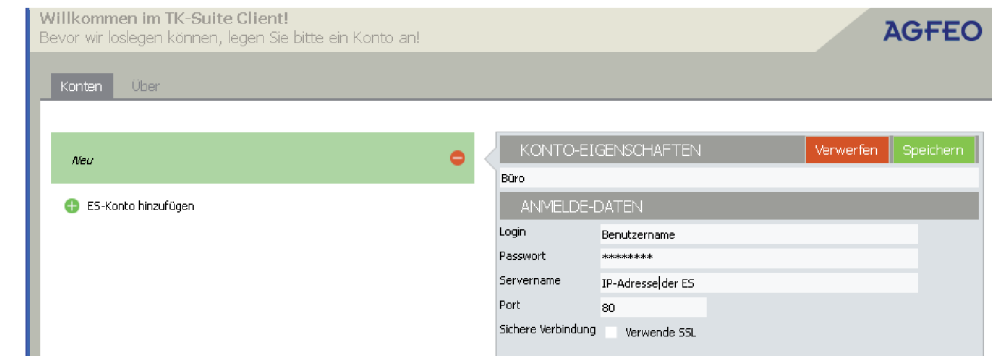 Willkommen im TK-Suite Client!
Bevor wir loslegen können, legen Sie bitte ein Konto an!
AGFEO
Konten Über
Neu
ES-Konto hinzufügen
KONTO-EIGENSCHAFTEN Verwerfen Speichern
Büro
ANMELDE-DATEN
Login Benutzername
Passwort ********
Servername IP-Adresse der ES
Port 80
Sichere Verbindung Verwende SSL